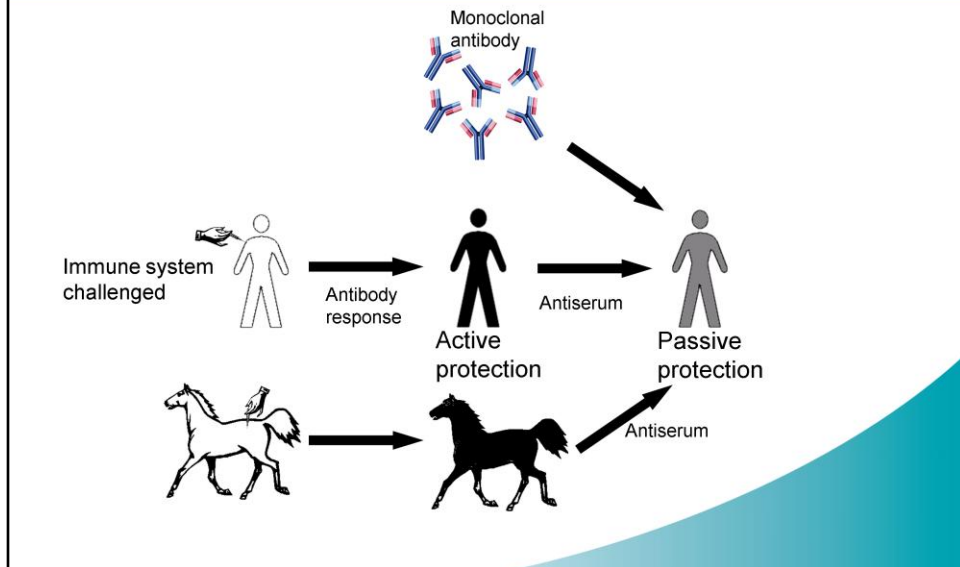 Monoclonal
antibody
Immune system
challenged
Antibody
response
Antiserum
Active
protection
Passive
protection
Antiserum